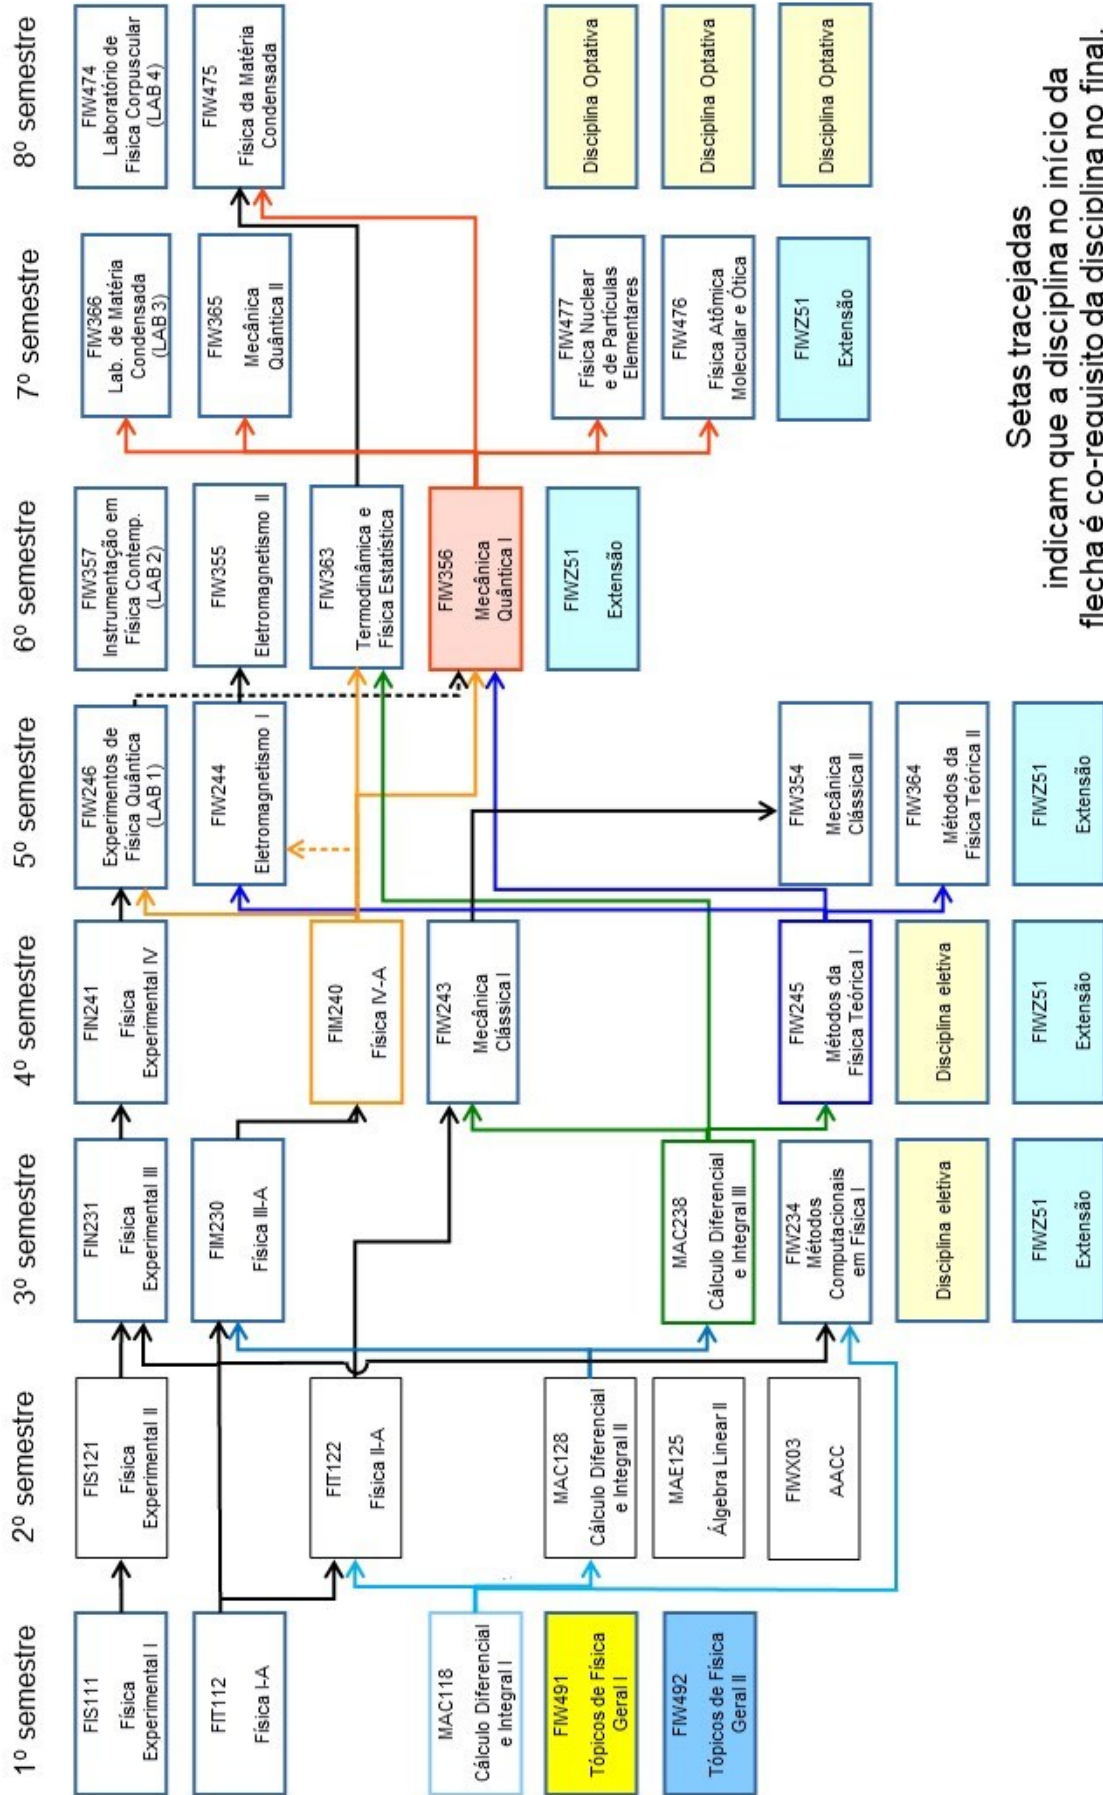 1º semestre
2º semestre
3º semestre
4º semestre
5º semestre
6º semestre
7º semestre
8º semestre
FIS111
Física
Experimental I
FIT112
Física I-A
MAC118
Cálculo Diferencial
e Integral I
FIW491
Tópicos de Física
Geral I
FIW492
Tópicos de Física
Geral II
FIS121
Física
Experimental II
FIT122
Física II-A
MAC128
Cálculo Diferencial
e Integral II
MAE125
Álgebra Linear II
FIWX03
AACC
FIN231
Física
Experimental III
FIM230
Física III-A
MAC238
Cálculo Diferencial
e Integral III
FIW234
Métodos
Computacionais
em Física I
Disciplina eletiva
FIWZ51
Extensão
FIN241
Física
Experimental IV
FIM240
Física IV-A
FIW243
Mecânica
Clássica I
FIW245
Métodos da
Física Teórica I
Disciplina eletiva
FIWZ51
Extensão
FIW246
Experimentos de
Física Quântica
(LAB1)
FIW244
Eletromagnetismo I
FIW354
Mecânica
Clássica II
FIW364
Métodos da
Física Teórica II
FIWZ51
Extensão
FIW357
Instrumentação em
Física Contemp.
(LAB2)
FIW355
Eletromagnetismo II
FIW363
Termodinâmica e
Física Estatística
FIW356
Mecânica
Quântica I
FIWZ51
Extensão
FIW366
Lab. de Matéria
Condensada
(LAB3)
FIW365
Mecânica
Quântica II
FIW477
Física Nuclear
e de Partículas
Elementares
FIW476
Física Atômica
Molecular e Ótica
FIWZ51
Extensão
FIW474
Laboratório de
Física Corpuscular
(LAB4)
FIW475
Física da Matéria
Condensada
Disciplina Optativa
Disciplina Optativa
Disciplina Optativa
Setas tracejadas
indicam que a disciplina no início da
flecha é co-requisito da disciplina no final.